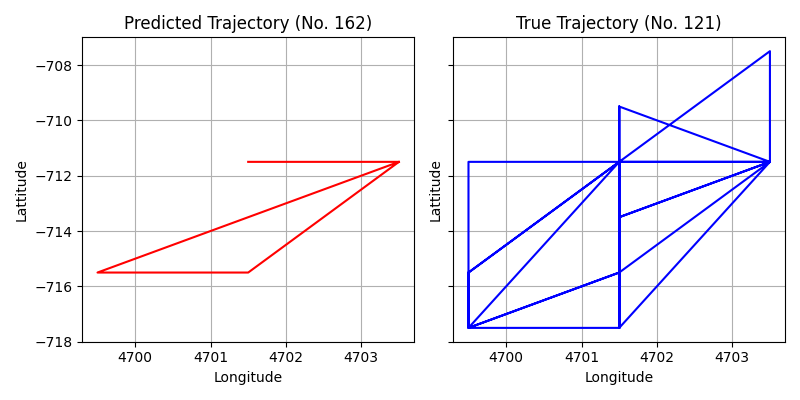 Predicted Trajectory (No. 162)
True Trajectory (No. 121)
−708
−710
−712
−714
−716
−718
Lattitude
Lattitude
4700
4701
4702
4703
4700
4701
4702
4703
Longitude
Longitude